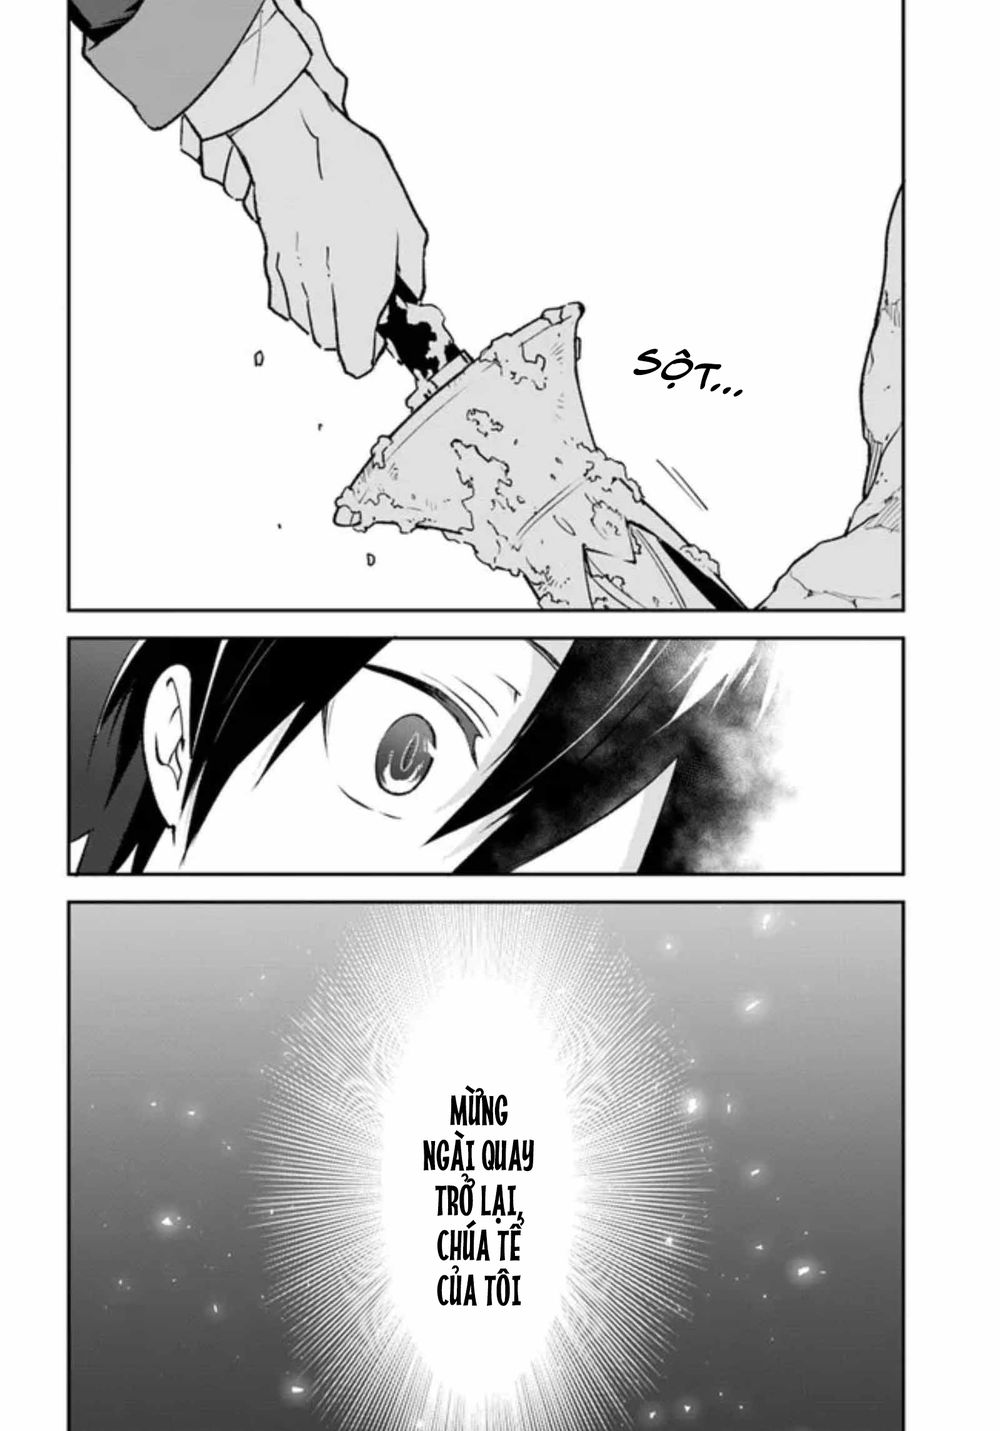 SỘT...
MỪNG
NGÀI QUAY
TRỞ LẠI,
CHÚA TỂ
CỦA TÔI